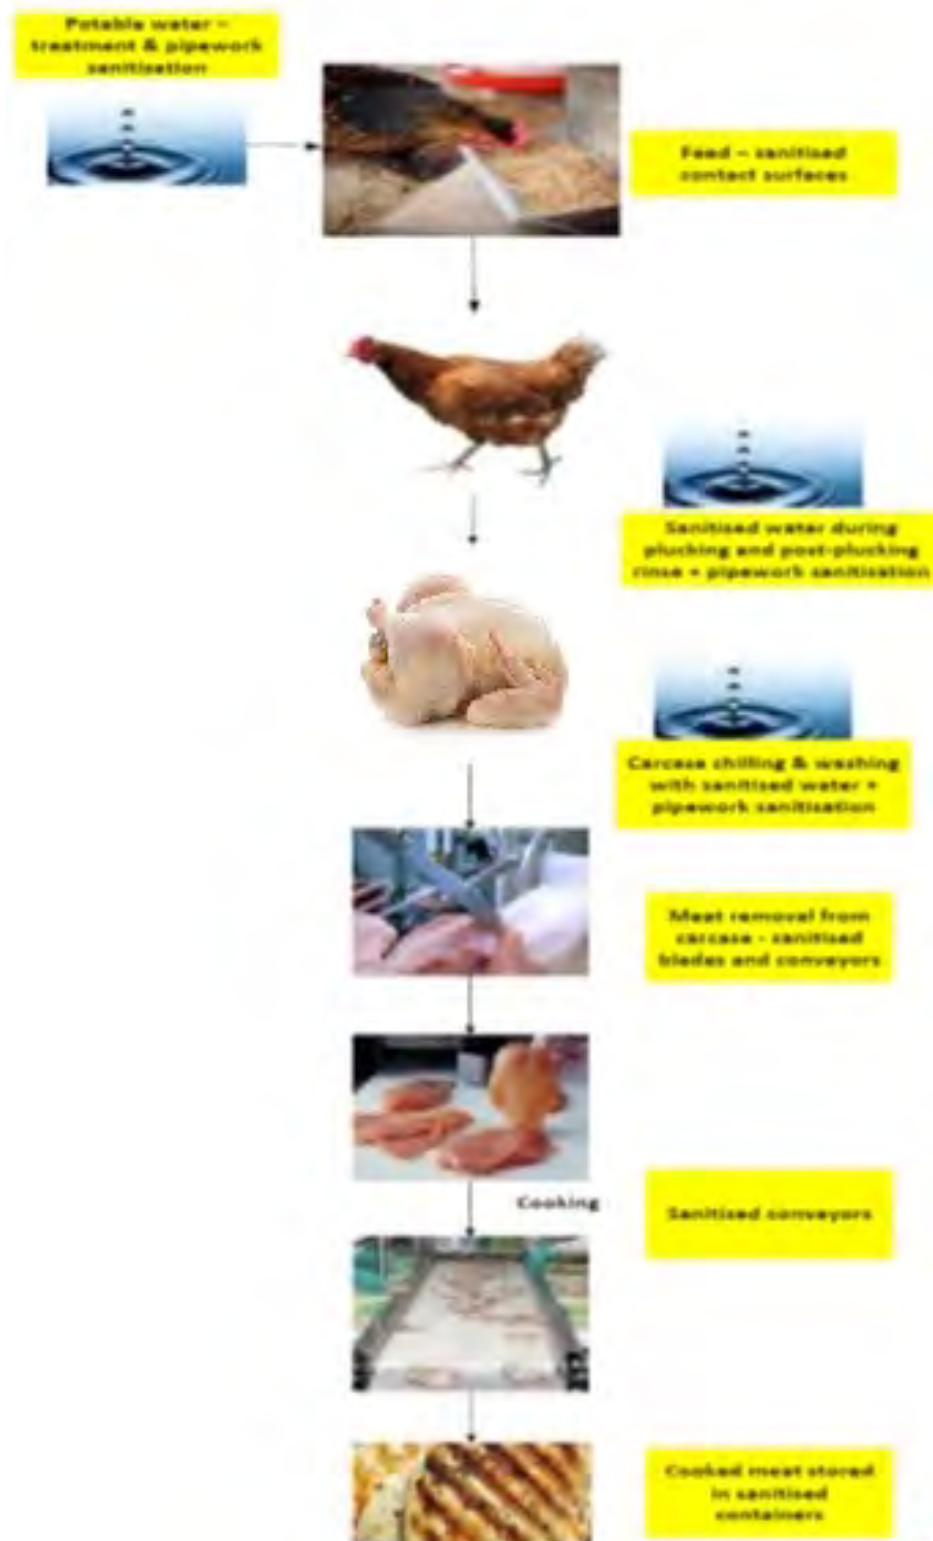 Potable water –
treatment & pipework
sanitisation
Feed – sanitised
contact surfaces
Sanitised water during
plucking and post-plucking
rinse + pipework sanitisation
Carcase chilling & washing
with sanitised water +
pipework sanitisation
Meat removal from
carcase - sanitised
blades and conveyors
Cooking
Sanitised conveyors
Cooked meat stored
in sanitised
containers